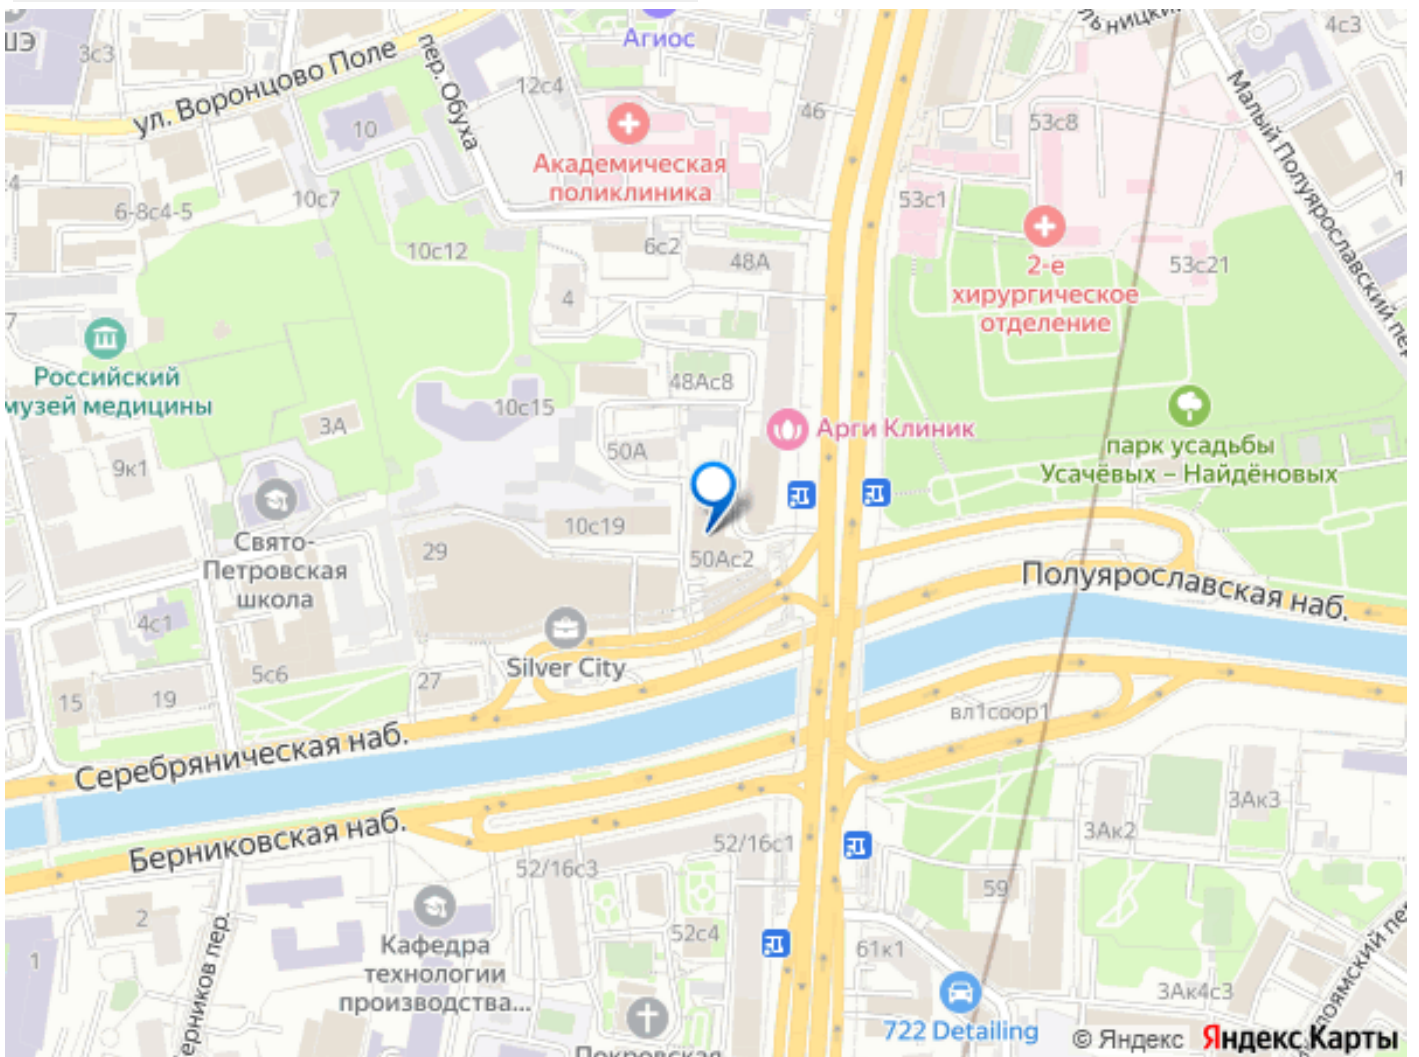 Агиос
4с3
ШЭ
3с3
ул. Воронцово Поле
пер. Обуха
12с4
46
10
53с8
Малый Полуярославский пер.
Академическая
поликлиника
6-8с4-5
10с7
53с1
10с12
6с2
48А
2-е
хирургическое
отделение
53с21
4
Российский
музей медицины
48Ас8
10с15
3А
Арги Клиник
парк усадьбы
Усачёвых – Найдёновых
50А
9к1
10с19
29
50Ас2
Свято-
Петровская
школа
Полуярославская наб.
4с1
Silver City
5с6
27
15
19
вл1соор1
Серебряническая наб.
3Ак3
3Ак2
Берниковская наб.
52/16с1
52/16с3
59
2
52с4
61к1
1
Кафедра
технологии
производства...
3Ак4с3
722 Detailing
Покровская
© Яндекс Яндекс Карты